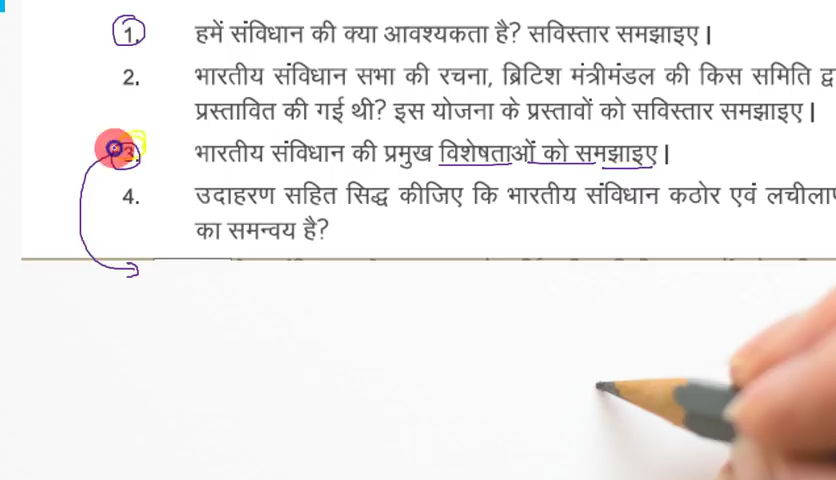 1. हमें संविधान की क्या आवश्यकता है? सविस्तार समझाइए |
2. भारतीय संविधान सभा की रचना, ब्रिटिश मंत्रीमंडल की किस समिति द्व
प्रस्तावित की गई थी? इस योजना के प्रस्तावों को सविस्तार समझाइए |
3. भारतीय संविधान की प्रमुख विशेषताओं को समझाइए |
4. उदाहरण सहित सिद्ध कीजिए कि भारतीय संविधान कठोर एवं
का समन्वय है?